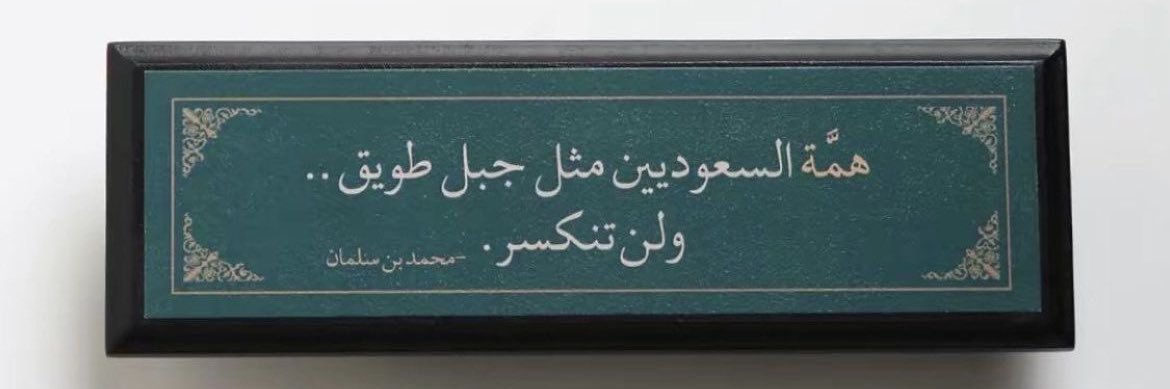 همَّة السعوديين مثل جبل طويق..
ولن تنكسر.
-محمد بن سلمان